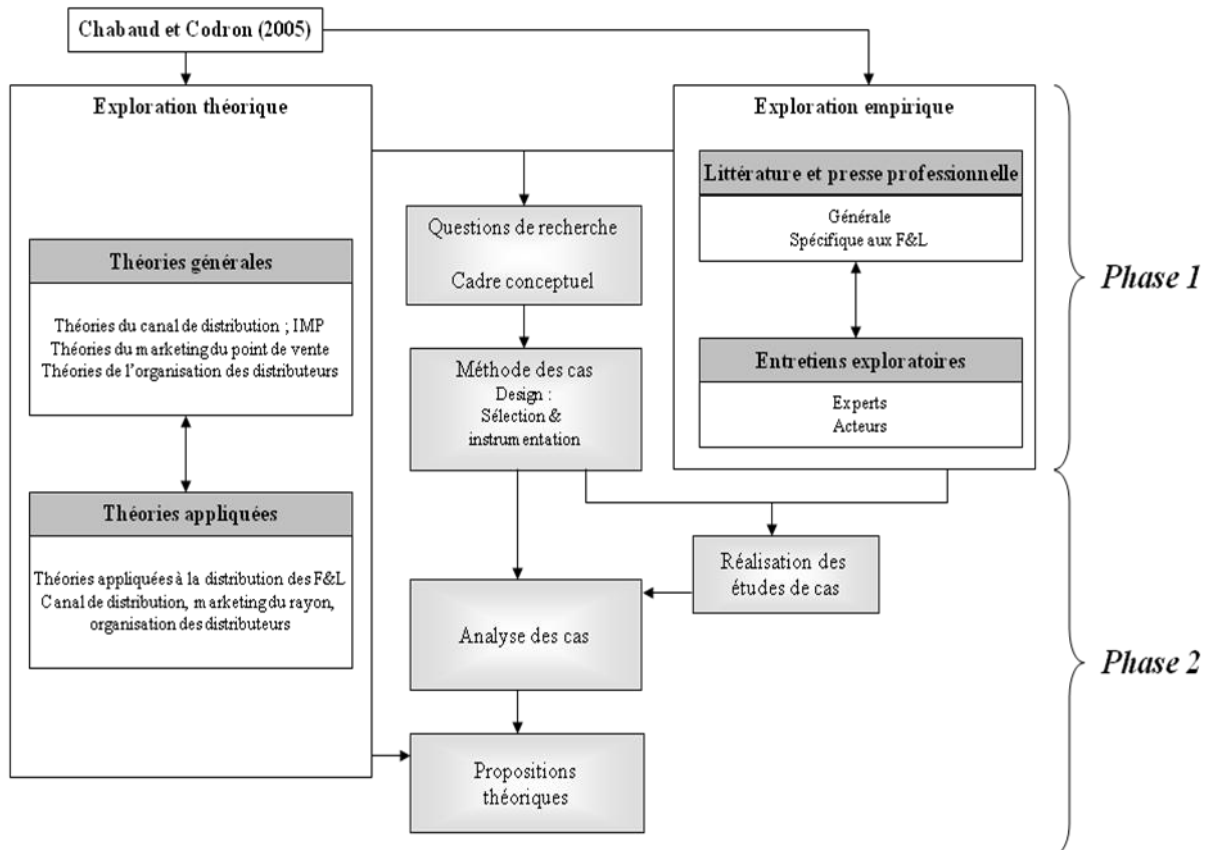 Chabaud et Codron (2005)
Exploration théorique
Théories générales
Théories du canal de distribution ; IMP
Théories du marketing du point de vente
Théories de l'organisation des distributeurs
Théories appliquées
Théories appliquées à la distribution des F&L
Canal de distribution, marketing du rayon,
organisation des distributeurs
Questions de recherche
Cadre conceptuel
Méthode des cas
Design :
Sélection &
instrumentation
Analyse des cas
Propositions
théoriques
Exploration empirique
Littérature et presse professionnelle
Générale
Spécifique aux F&L
Entretiens exploratoires
Experts
Acteurs
Réalisation des
études de cas
Phase 1
Phase 2